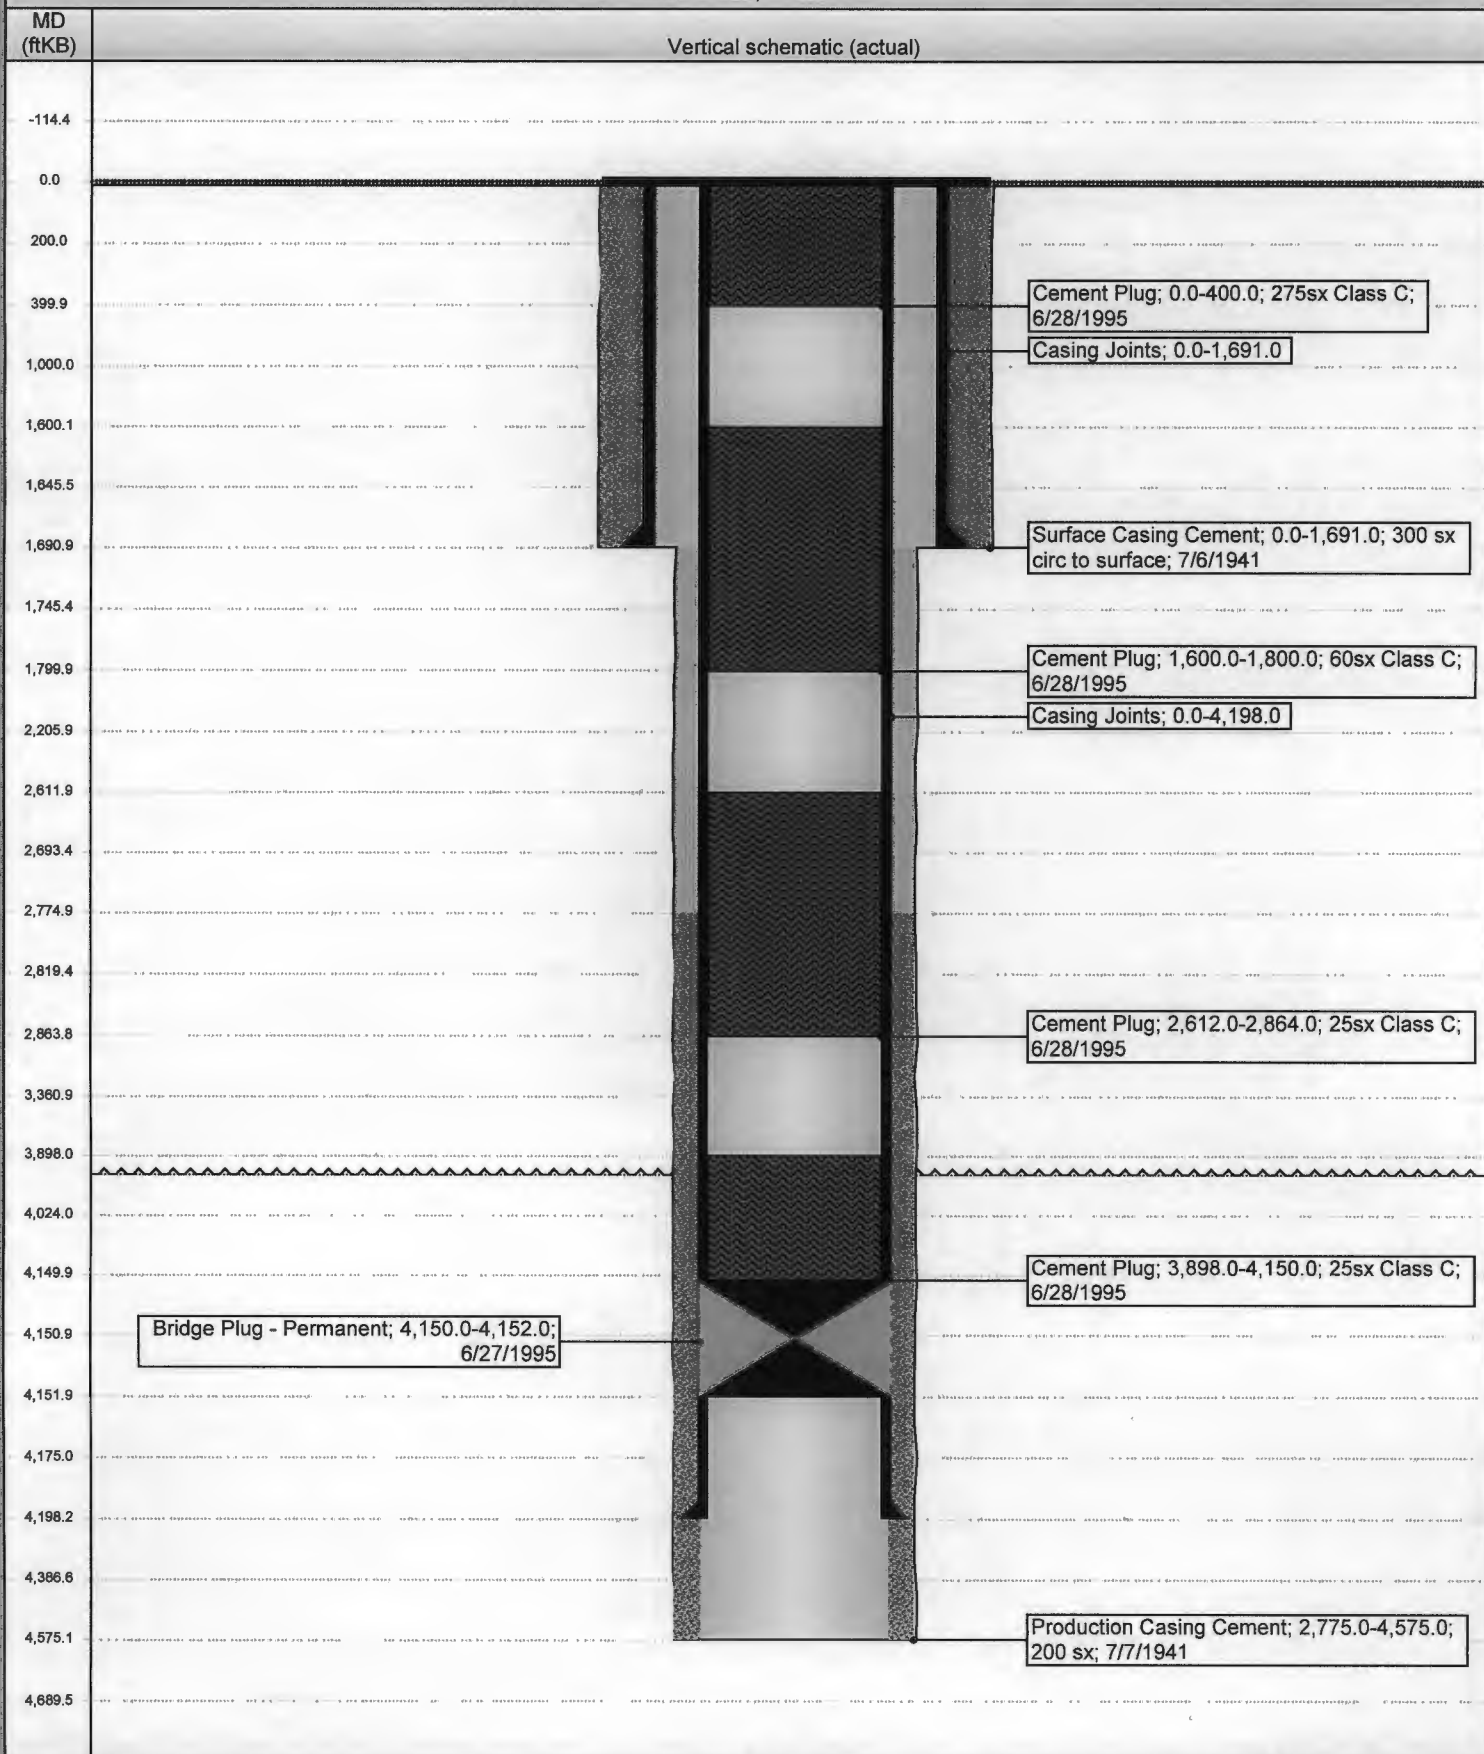 MD
(ftKB)
Vertical schematic (actual)
-114.4
0.0
200.0
399.9
Cement Plug; 0.0-400.0; 275sx Class C;
6/28/1995
Casing Joints; 0.0-1,691.0
1,000.0
1,600.1
1,645.5
1,690.9
Surface Casing Cement; 0.0-1,691.0; 300 sx
circ to surface; 7/6/1941
1,745.4
1,799.9
Cement Plug; 1,600.0-1,800.0; 60sx Class C;
6/28/1995
Casing Joints; 0.0-4,198.0
2,205.9
2,611.9
2,693.4
2,774.9
2,819.4
2,863.8
Cement Plug; 2,612.0-2,864.0; 25sx Class C;
6/28/1995
3,360.9
3,898.0
4,024.0
4,149.9
Cement Plug; 3,898.0-4,150.0; 25sx Class C;
6/28/1995
Bridge Plug - Permanent; 4,150.0-4,152.0;
6/27/1995
4,150.9
4,151.9
4,175.0
4,198.2
4,386.6
4,575.1
Production Casing Cement; 2,775.0-4,575.0;
200 sx; 7/7/1941
4,689.5